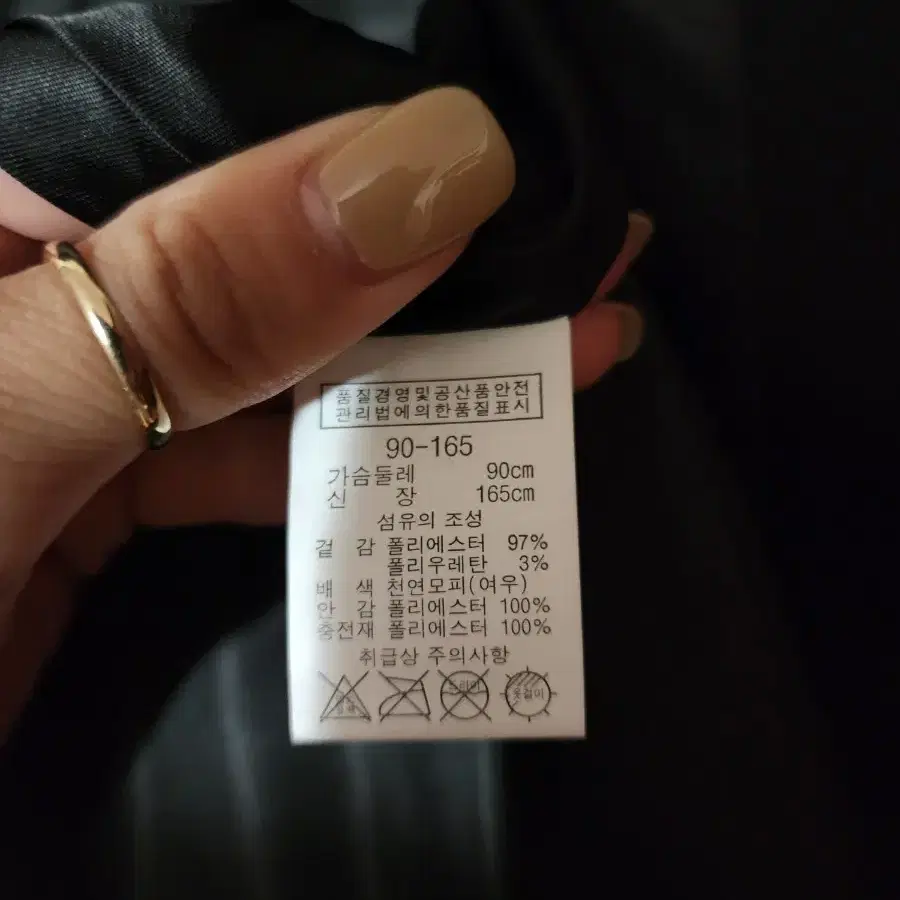 품질경영및공산품안전
관리법에의한품질표시
90-165
가슴둘레 90cm
신 장 165cm
섬유의 조성
겉 감 폴리에스터 97%
폴리우레탄 3%
배 색 천연모피(여우)
안 감 폴리에스터 100%
충전재 폴리에스터 100%
취급상 주의사항
옷걸이